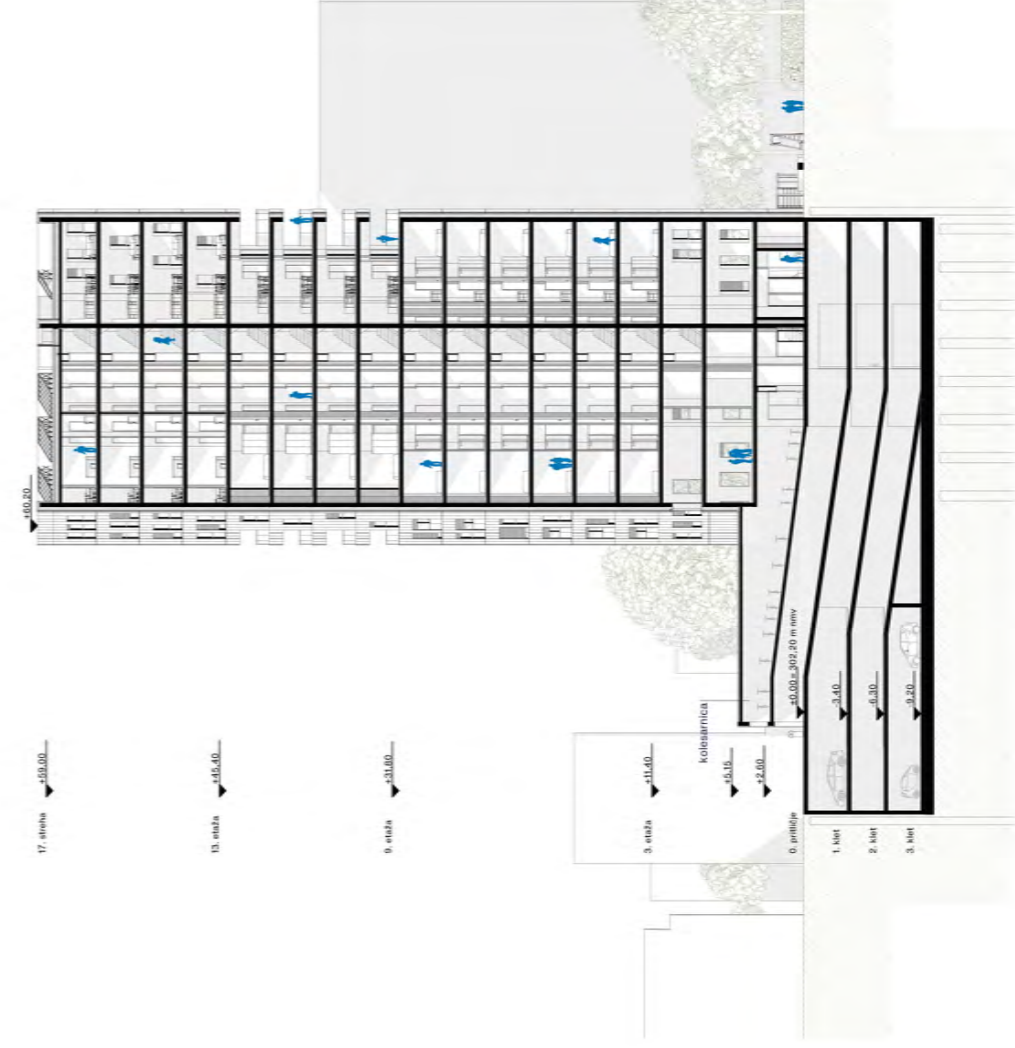 +60,20
17. streha
+59,00
13. etaža
+45,40
9. etaža
+31,80
3. etaža
+11,40
kolesarnica
+5,15
+2,60
0. pritličje
±0,00 = 302,20 m nmv
1. klet
-3,40
2. klet
-6,30
3. klet
-9,20